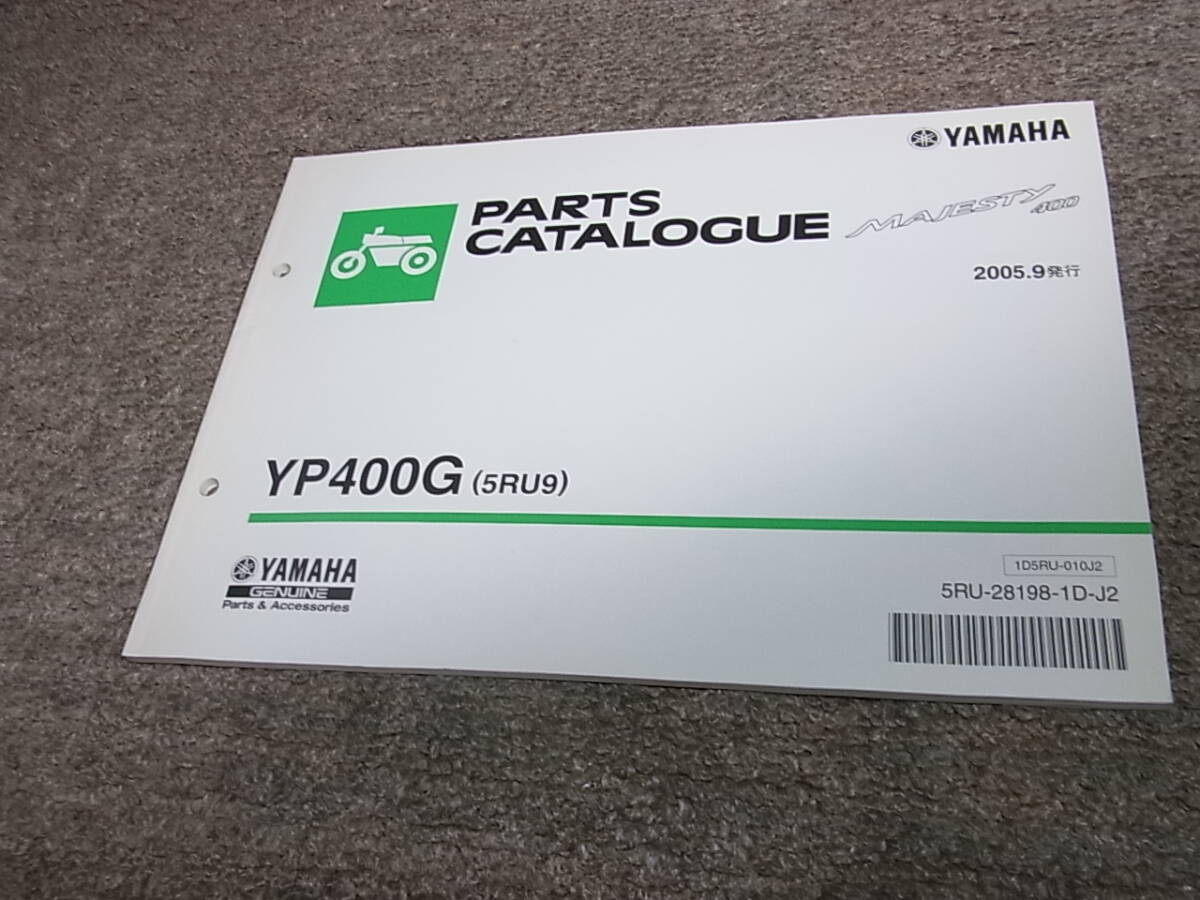 YAMAHA
PARTS
CATALOGUE
MAJESTY 400
2005.9発行
YP400G (5RU9)
YAMAHA
GENUINE
Parts & Accessories
1D5RU-010J2
5RU-28198-1D-J2